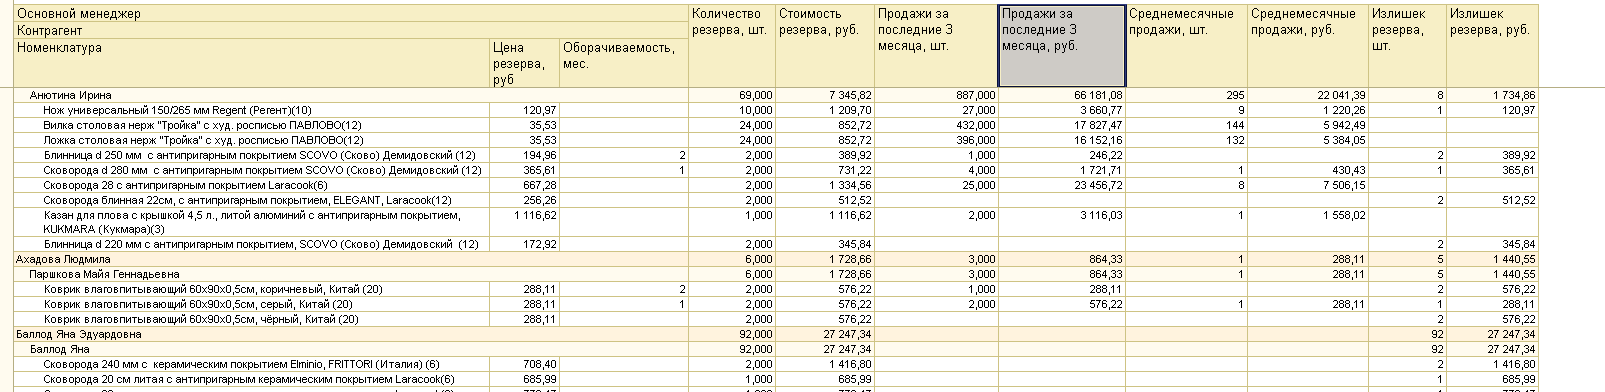 Основной менеджер Количество резерва, шт. Стоимость резерва, руб. Продажи за последние 3 месяца, шт. Продажи за последние 3 месяца, руб. Среднемесячные продажи, шт. Среднемесячные продажи, руб. Излишек резерва, шт. Излишек резерва, руб.
Контрагент
Номенклатура Цена резерва, руб Оборачиваемость, мес.
Анютина Ирина 69,000 7 345,82 887,000 66 181,08 295 22 041,39 8 1 734,86
Нож универсальный 150/265 мм Regent (Регент)(10) 120,97 10,000 1 209,70 27,000 3 660,77 9 1 220,26 1 120,97
Вилка столовая нерж "Тройка" с худ. росписью ПАВЛОВО(12) 35,53 24,000 852,72 432,000 17 827,47 144 5 942,49
Ложка столовая нерж "Тройка" с худ. росписью ПАВЛОВО(12) 35,53 24,000 852,72 396,000 16 152,16 132 5 384,05
Блинница d 250 мм с антипригарным покрытием SCOVO (Сково) Демидовский (12) 194,96 2 2,000 389,92 1,000 246,22 2 389,92
Сковорода d 280 мм с антипригарным покрытием SCOVO (Сково) Демидовский (12) 365,61 1 2,000 731,22 4,000 1 721,71 1 430,43 1 365,61
Сковорода 28 с антипригарным покрытием Laracook(6) 667,28 2,000 1 334,56 25,000 23 456,72 8 7 506,15
Сковорода блинная 22см, с антипригарным покрытием, ELEGANT, Laracook(12) 256,26 2,000 512,52 2 512,52
Казан для плова с крышкой 4,5 л., литой алюминий с антипригарным покрытием, 1 116,62 1,000 1 116,62 2,000 3 116,03 1 1 558,02
KUKMARA (Кукмара)(3)
Блинница d 220 мм с антипригарным покрытием, SCOVO (Сково) Демидовский (12) 172,92 2,000 345,84 2 345,84
Ахадова Людмила 6,000 1 728,66 3,000 864,33 1 288,11 5 1 440,55
Паршкова Майя Геннадьевна 6,000 1 728,66 3,000 864,33 1 288,11 5 1 440,55
Коврик влаговпитывающий 60х90х0,5см, коричневый, Китай (20) 288,11 2 2,000 576,22 1,000 288,11 2 576,22
Коврик влаговпитывающий 60х90х0,5см, серый, Китай (20) 288,11 1 2,000 576,22 2,000 576,22 1 288,11 1 288,11
Коврик влаговпитывающий 60х90х0,5см, чёрный, Китай (20) 288,11 2,000 576,22 2 576,22
Баллод Яна Эдуардовна 92,000 27 247,34 92 27 247,34
Баллод Яна 92,000 27 247,34 92 27 247,34
Сковорода 240 мм с керамическим покрытием Elminio, FRITTORI (Италия) (6) 708,40 2,000 1 416,80 2 1 416,80
Сковорода 20 см литая с антипригарным керамическим покрытием Laracook(6) 685,99 1,000 685,99 1 685,99